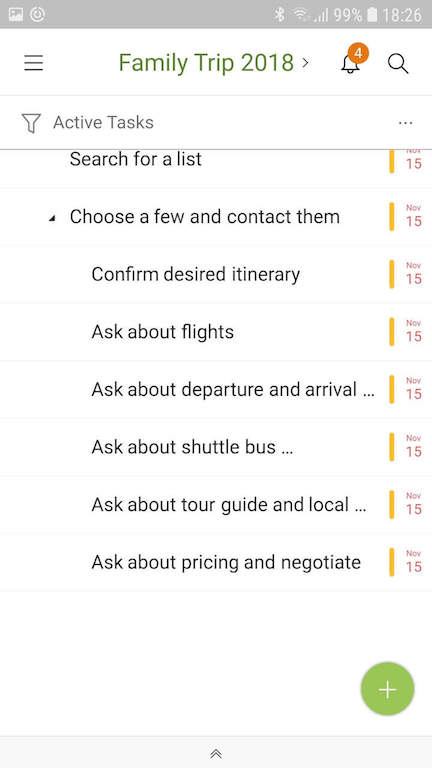 99% 18:26
Family Trip 2018
4
Active Tasks
...
Search for a list
Nov
15
Choose a few and contact them
Nov
15
Confirm desired itinerary
Nov
15
Ask about flights
Nov
15
Ask about departure and arrival ...
Nov
15
Ask about shuttle bus ...
Nov
15
Ask about tour guide and local ...
Nov
15
Ask about pricing and negotiate
Nov
15